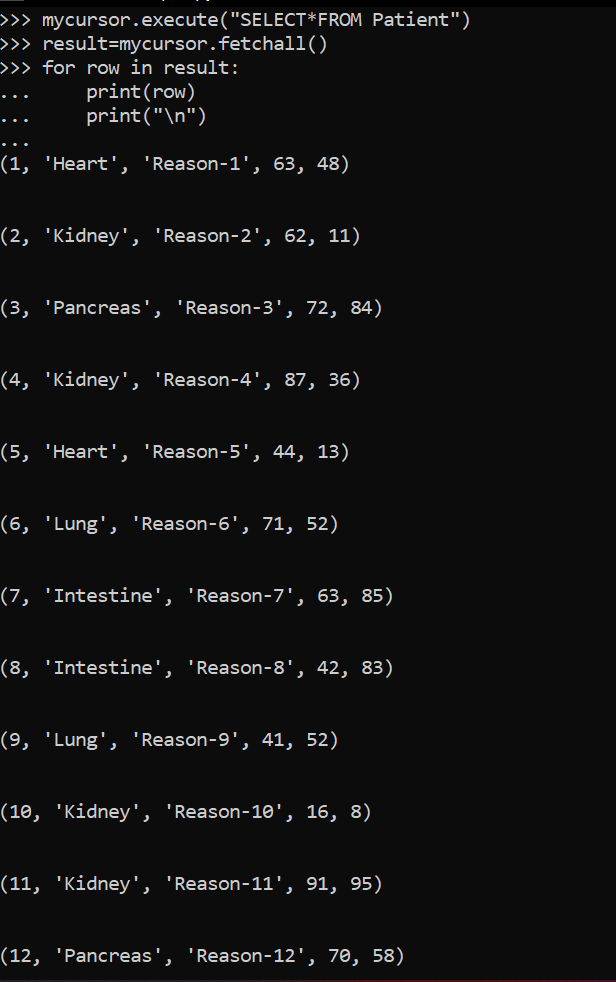 >>> mycursor.execute("SELECT*FROM Patient")
>>> result=mycursor.fetchall()
>>> for row in result:
...     print(row)
...     print("\n")
...
(1, 'Heart', 'Reason-1', 63, 48)
(2, 'Kidney', 'Reason-2', 62, 11)
(3, 'Pancreas', 'Reason-3', 72, 84)
(4, 'Kidney', 'Reason-4', 87, 36)
(5, 'Heart', 'Reason-5', 44, 13)
(6, 'Lung', 'Reason-6', 71, 52)
(7, 'Intestine', 'Reason-7', 63, 85)
(8, 'Intestine', 'Reason-8', 42, 83)
(9, 'Lung', 'Reason-9', 41, 52)
(10, 'Kidney', 'Reason-10', 16, 8)
(11, 'Kidney', 'Reason-11', 91, 95)
(12, 'Pancreas', 'Reason-12', 70, 58)